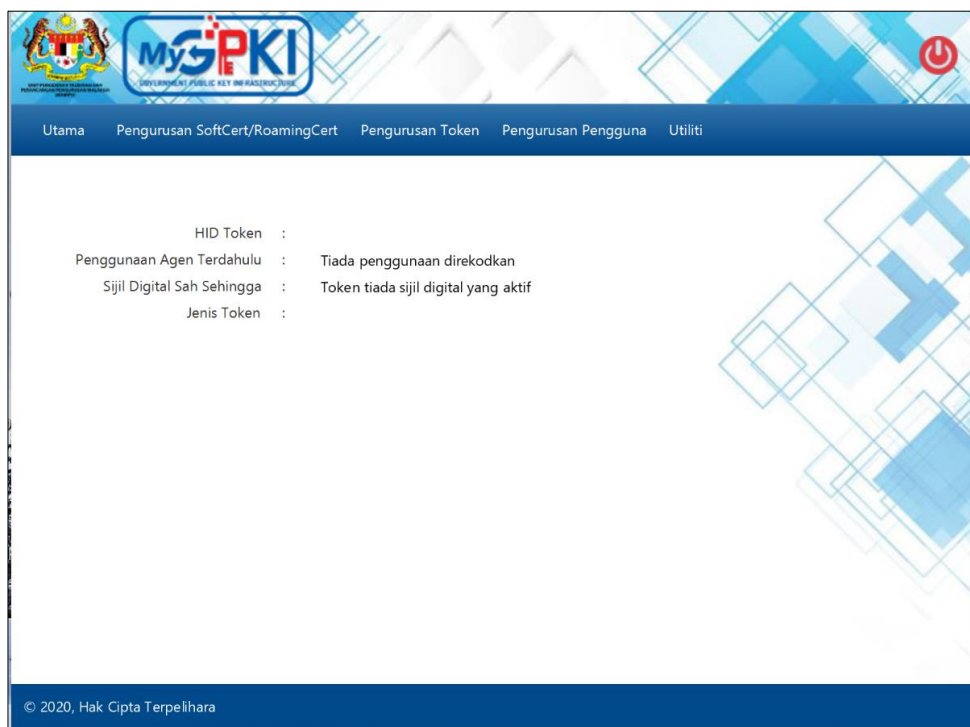 MyGPKI
GOVERNMENT PUBLIC KEY INFRASTRUCTURE
Utama Pengurusan SoftCert/RoamingCert Pengurusan Token Pengurusan Pengguna Utiliti
HID Token :
Penggunaan Agen Terdahulu : Tiada penggunaan direkodkan
Sijil Digital Sah Sehingga : Token tiada sijil digital yang aktif
Jenis Token :
© 2020, Hak Cipta Terpelihara